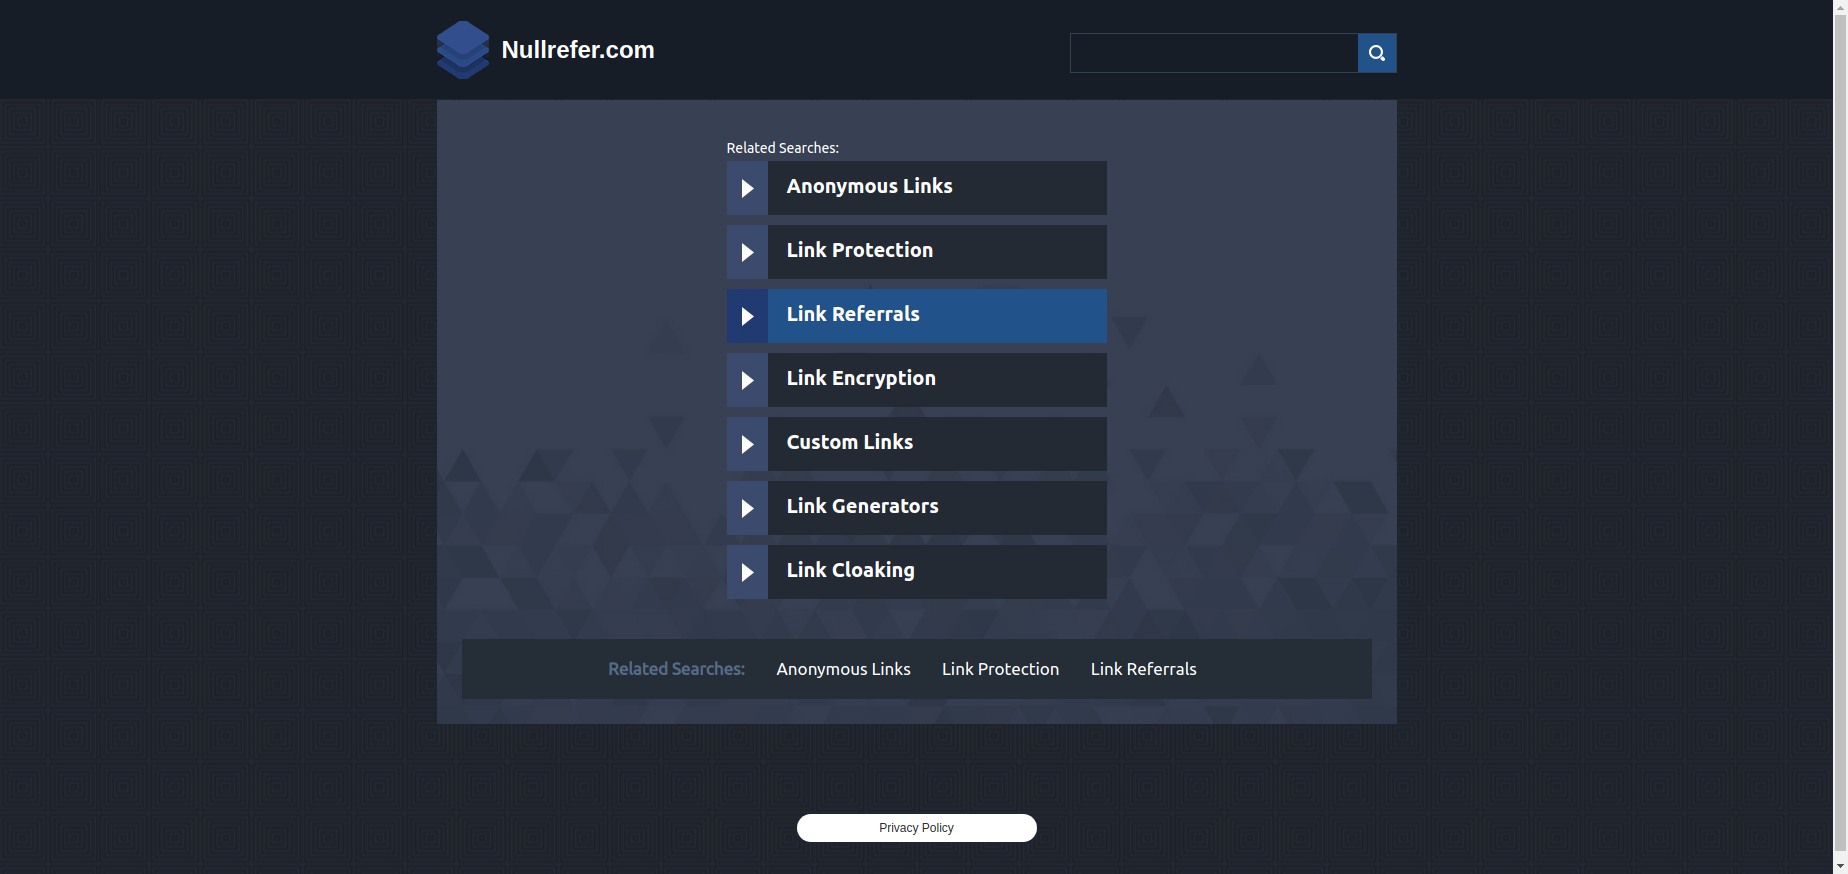 Nullrefer.com
Related Searches:
Anonymous Links
Link Protection
Link Referrals
Link Encryption
Custom Links
Link Generators
Link Cloaking
Related Searches: Anonymous Links Link Protection Link Referrals
Privacy Policy